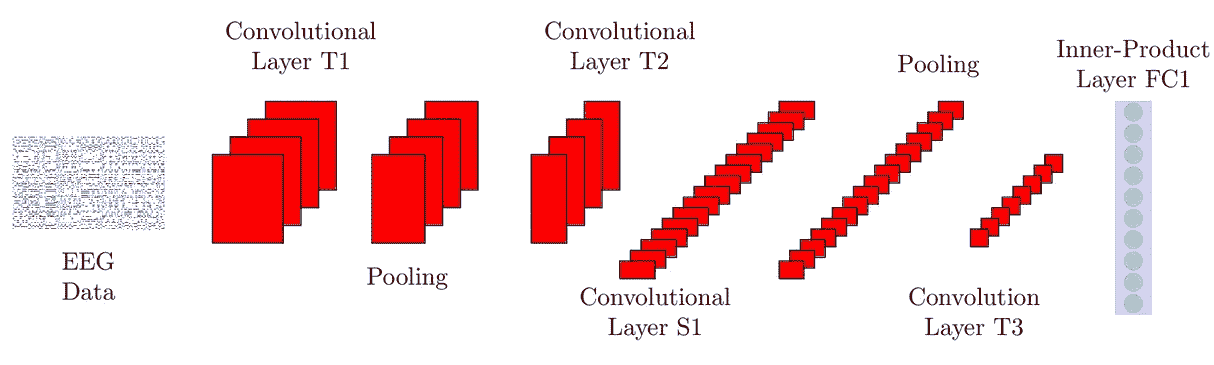 Convolutional
Layer T1
Convolutional
Layer T2
Pooling
Inner-Product
Layer FC1
EEG
Data
Pooling
Convolutional
Layer S1
Convolution
Layer T3